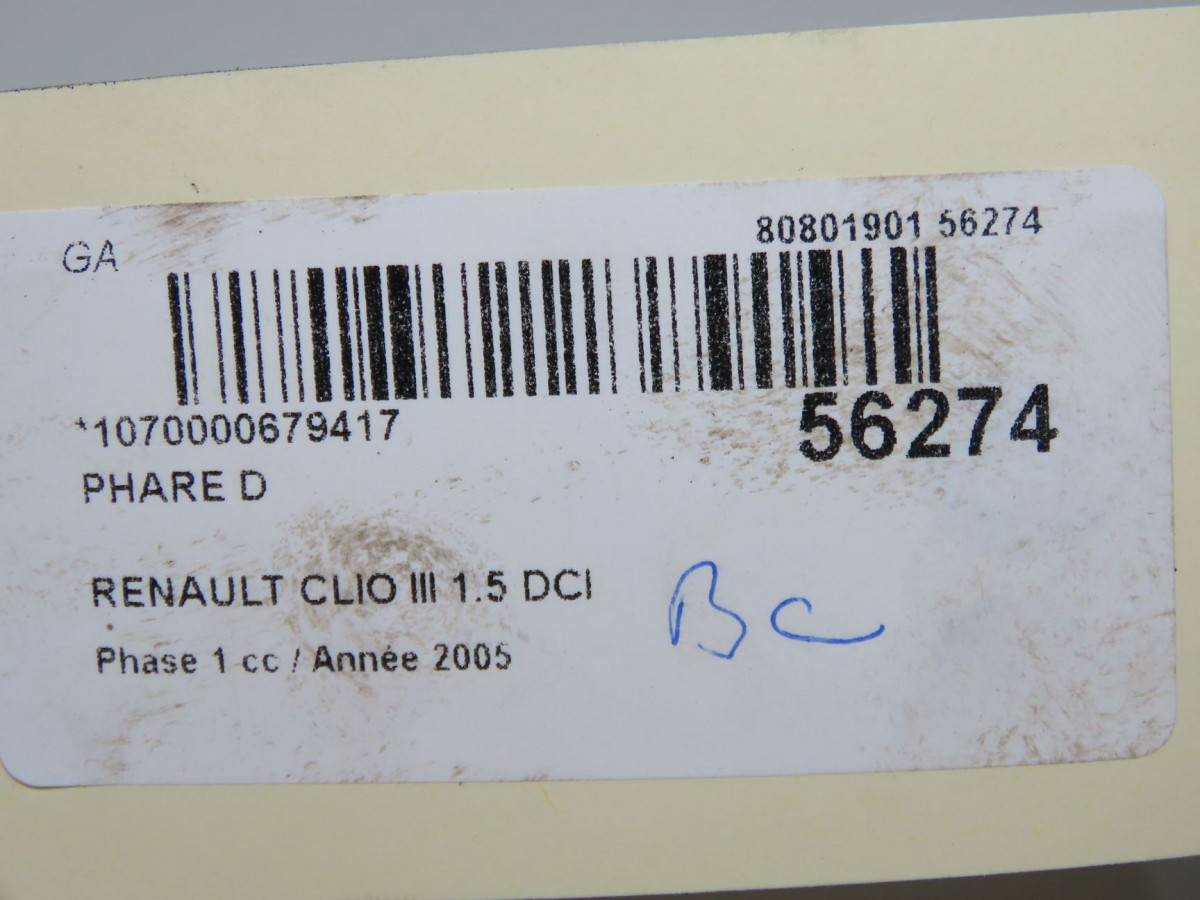 80801901 56274
GA
*1070000679417
56274
PHARE D
RENAULT CLIO III 1.5 DCI
Bc
Phase 1 cc / Année 2005